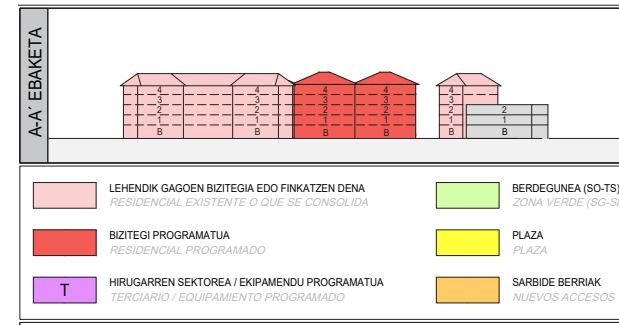 A-A' EBAKETA
4 4 4 4 4
3 3 3 3 3
2 2 2 2 2 2
1 1 1 1 1 1
B B B B B B
LEHENDIK GAGOEN BIZITEGIA EDO FINKATZEN DENA
RESIDENCIAL EXISTENTE O QUE SE CONSOLIDA
BIZITEGI PROGRAMATUA
RESIDENCIAL PROGRAMADO
T
HIRUGARREN SEKTOREA / EKIPAMENDU PROGRAMATUA
TERCIARIO / EQUIPAMIENTO PROGRAMADO
BERDEGUNEA (SO-TS)
ZONA VERDE (SG-SL
PLAZA
PLAZA
SARBIDE BERRIAK
NUEVOS ACCESOS